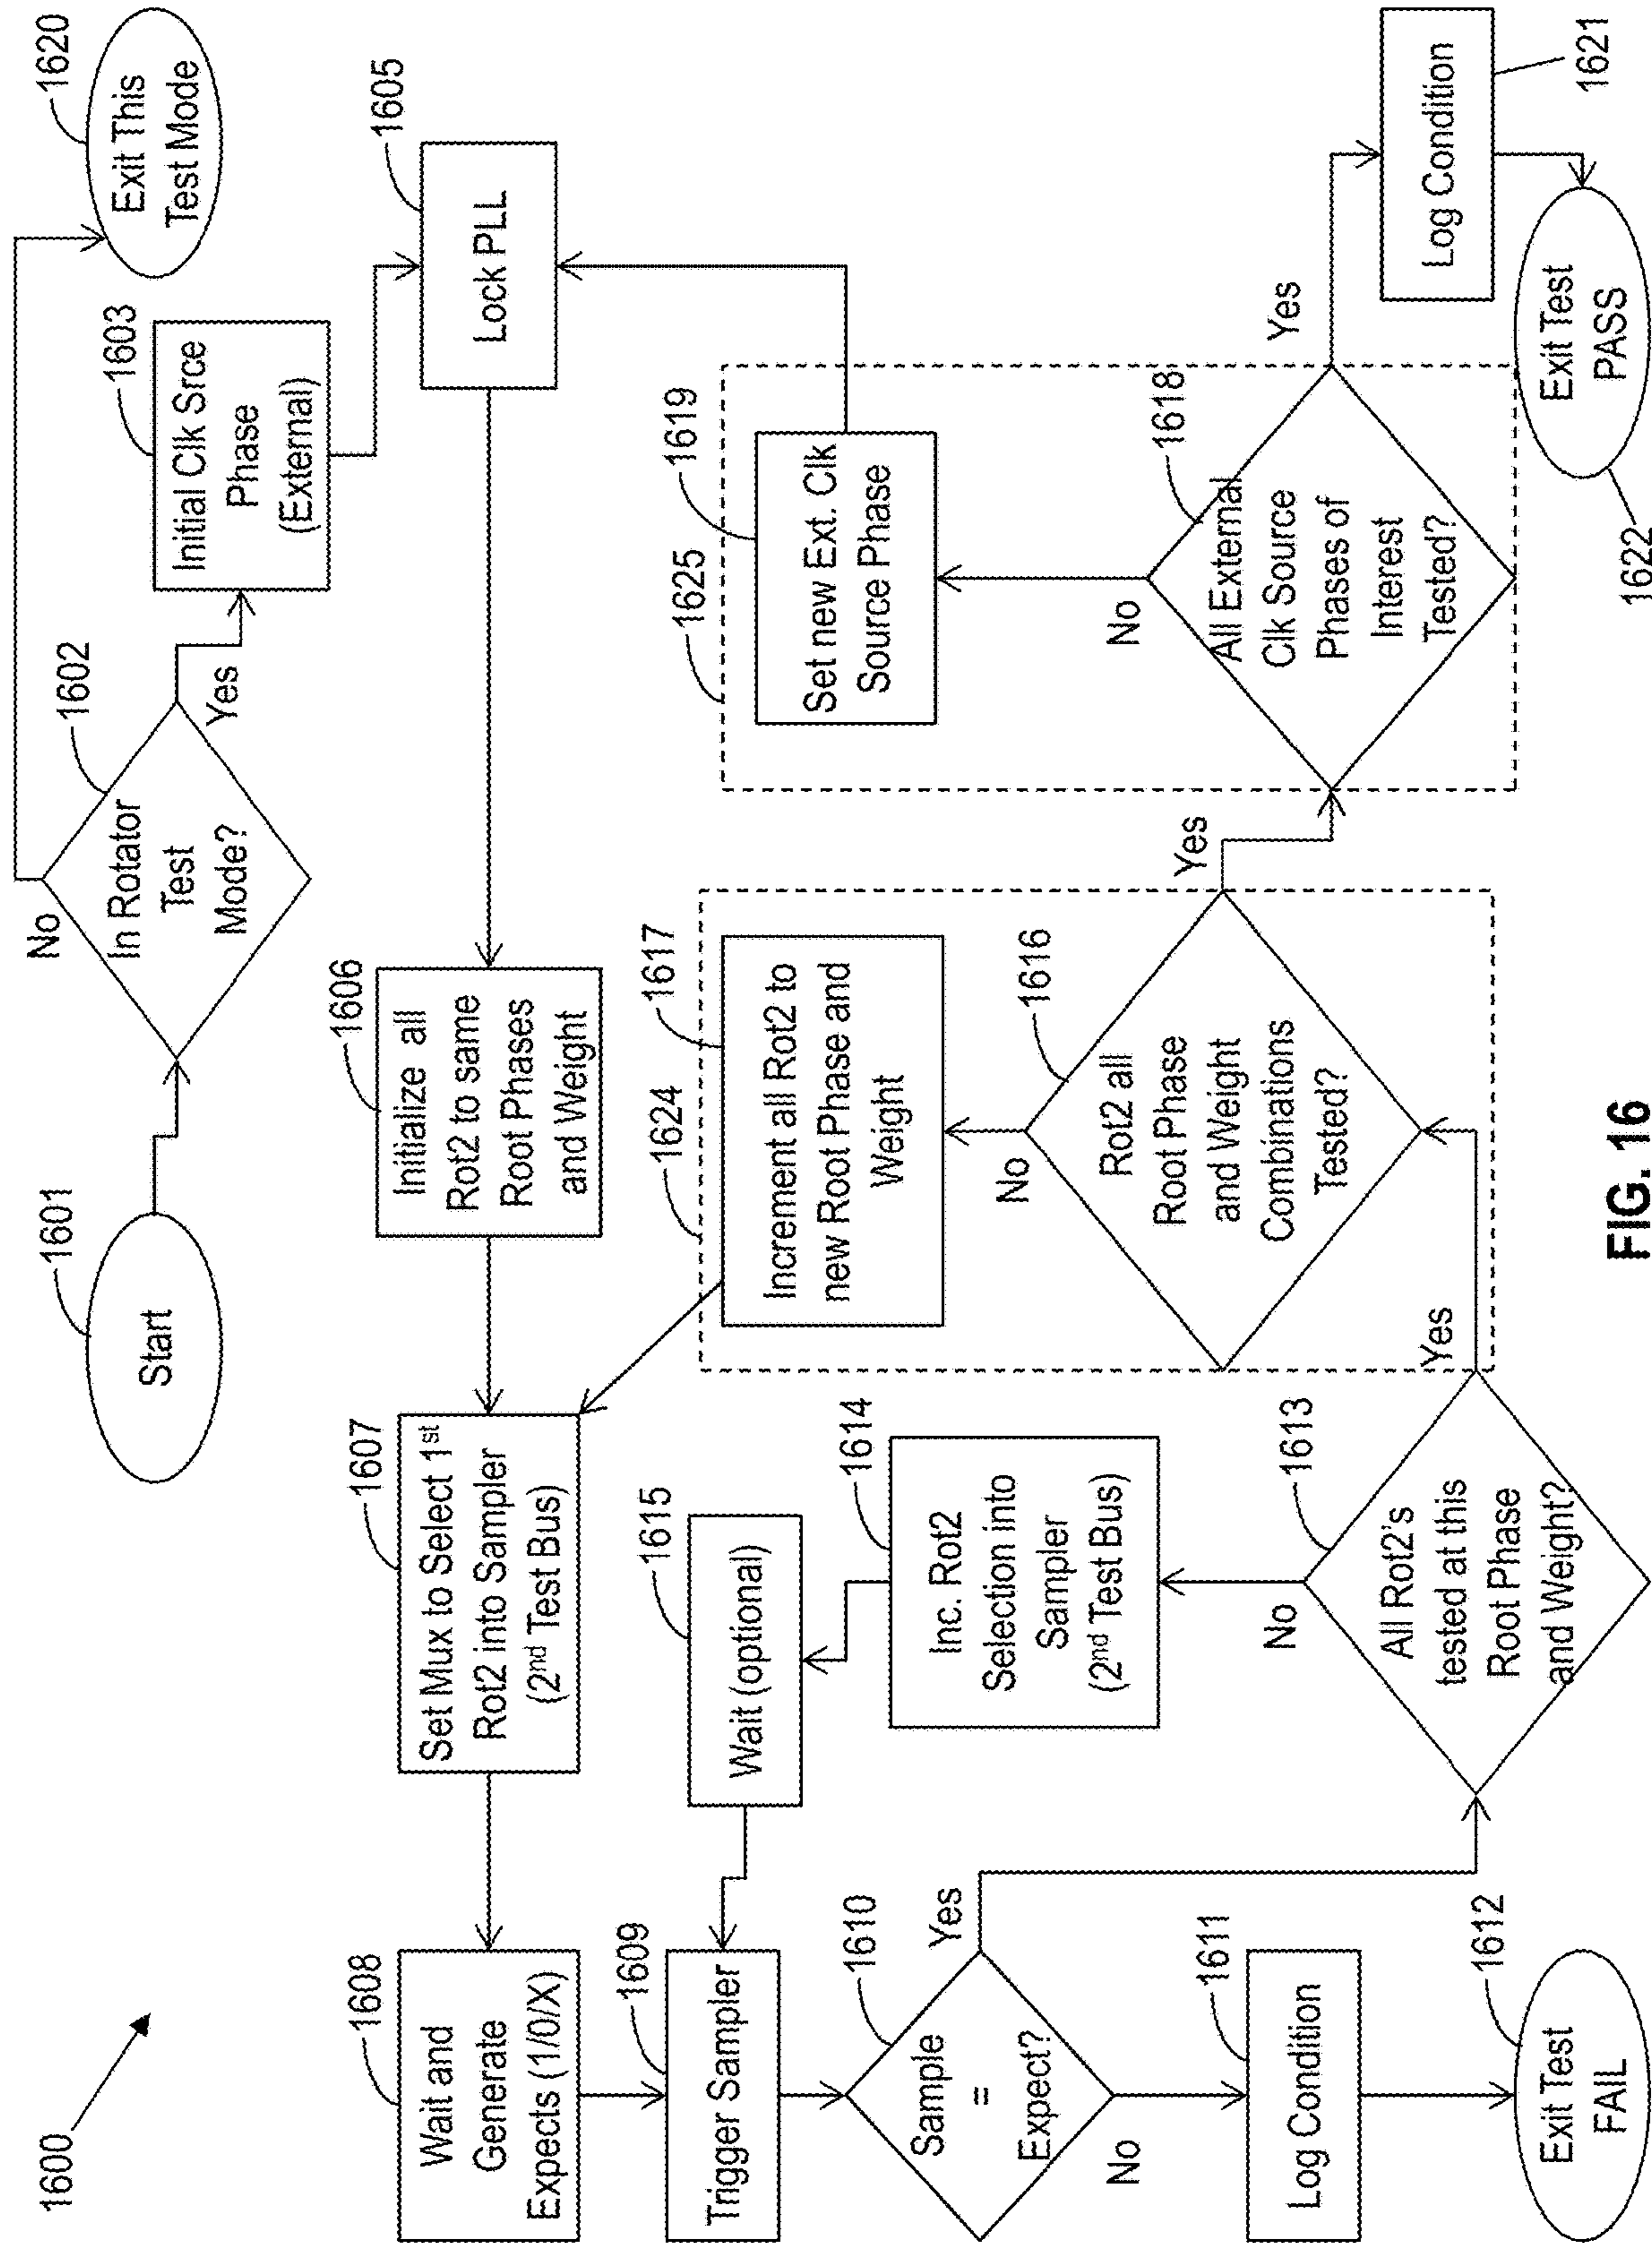 1600
Start
1601
In Rotator
Test
Mode?
1602
No
Yes
Exit This
Test Mode
1620
Initial Clk Srce
Phase
(External)
1603
Lock PLL
1605
Initialize all
Rot2 to same
Root Phases
and Weight
1606
Set Mux to Select 1st
Rot2 into Sampler
(2nd Test Bus)
1607
Wait and
Generate
Expects (1/0/X)
1608
Trigger Sampler
1609
Sample
=
Expect?
1610
Yes
No
Log Condition
1611
Exit Test
FAIL
1612
All Rot2's
tested at this
Root Phase
and Weight?
1613
No
Yes
Inc. Rot2
Selection into
Sampler
(2nd Test Bus)
1614
Wait (optional)
1615
Rot2 all
Root Phase
and Weight
Combinations
Tested?
1616
No
Yes
Increment all Rot2 to
new Root Phase and
Weight
1617
1624
All External
Clk Source
Phases of
Interest
Tested?
1618
No
Yes
Set new Ext. Clk
Source Phase
1619
1625
Log Condition
1621
Exit Test
PASS
1622
FIG. 16